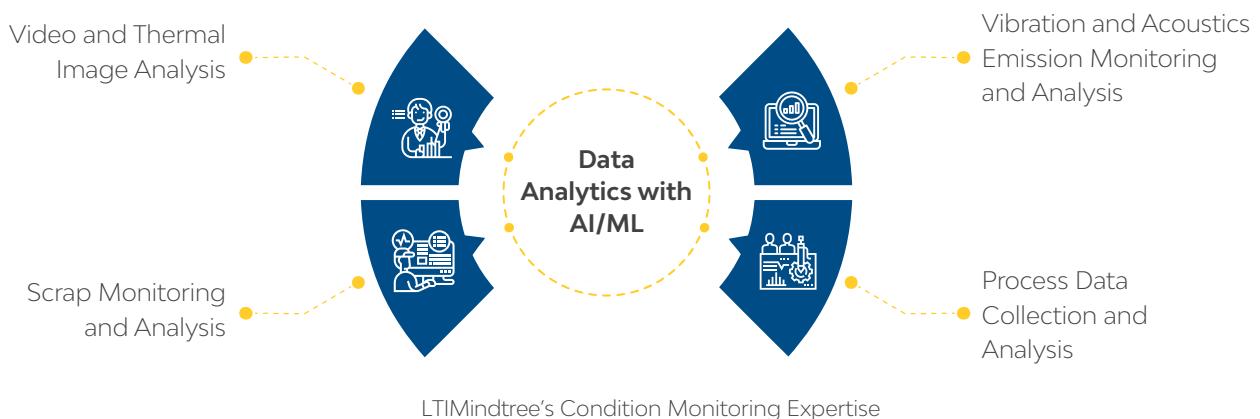 Video and Thermal
Image Analysis
Vibration and Acoustics
Emission Monitoring
and Analysis
Data
Analytics with
AI/ML
Scrap Monitoring
and Analysis
Process Data
Collection and
Analysis
LTIMindtree's Condition Monitoring Expertise